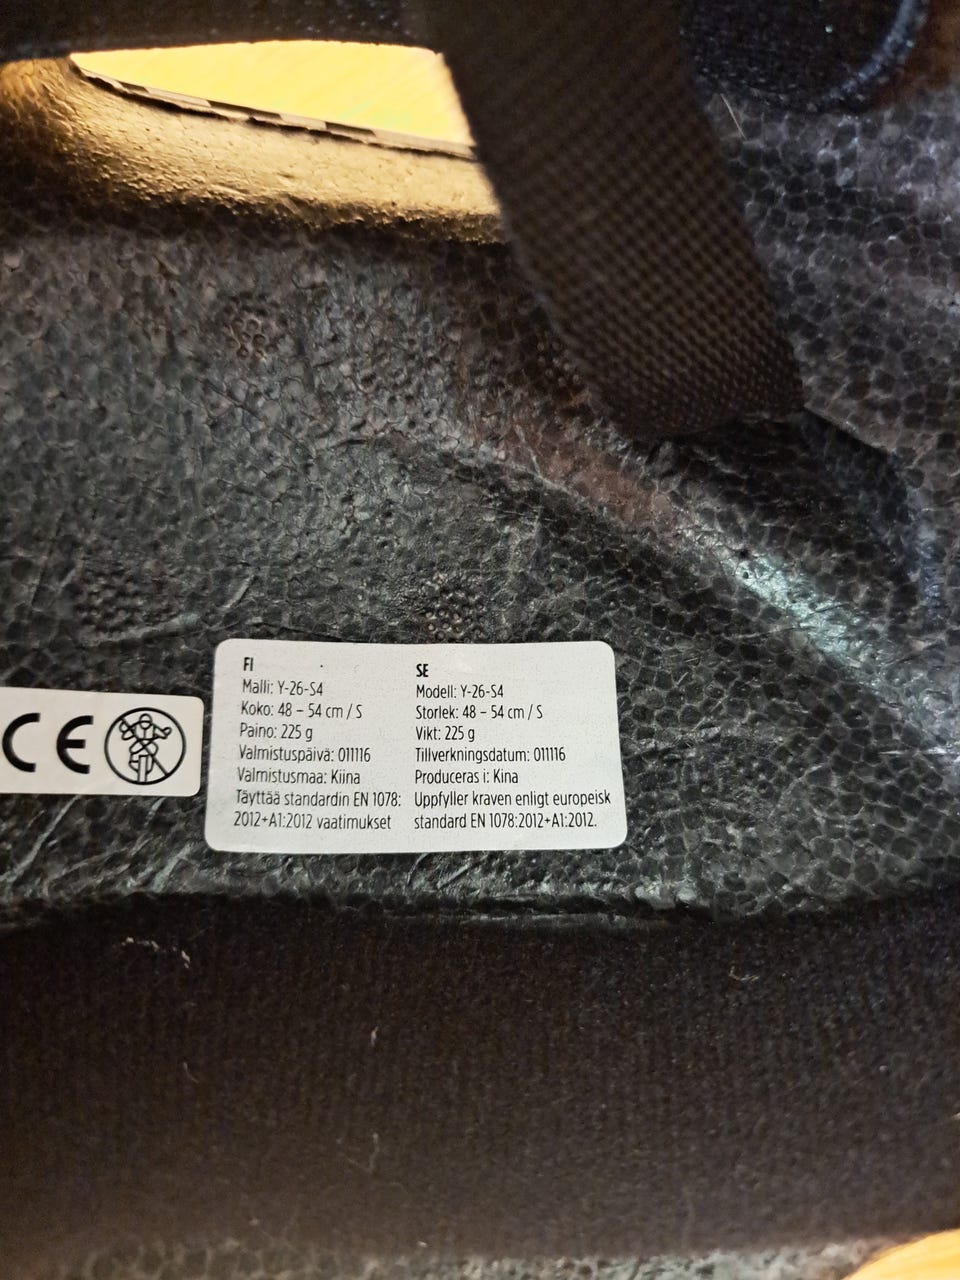 CE
FI
Malli: Y-26-S4
Koko: 48 – 54 cm / S
Paino: 225 g
Valmistuspäivä: 011116
Valmistusmaa: Kiina
Täyttää standardin EN 1078:
2012+A1:2012 vaatimukset
SE
Modell: Y-26-S4
Storlek: 48 – 54 cm / S
Vikt: 225 g
Tillverkningsdatum: 011116
Produceras i: Kina
Uppfyller kraven enligt europeisk
standard EN 1078:2012+A1:2012.